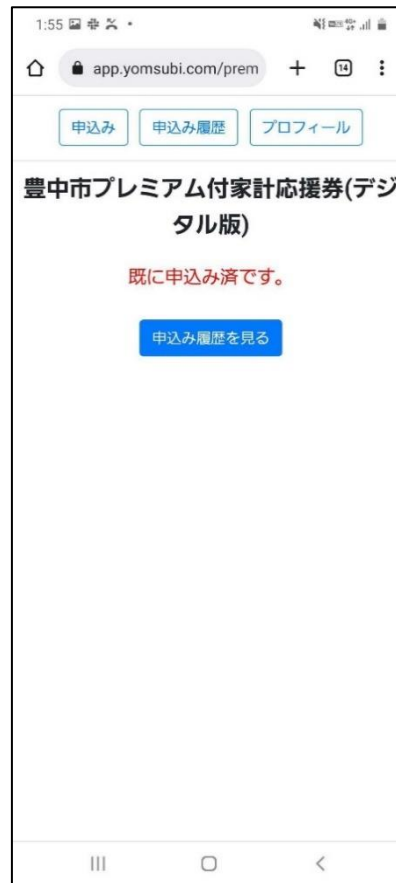 1:55
app.yomsubi.com/prem
14
申込み 申込み履歴 プロフィール
豊中市プレミアム付家計応援券(デジ
タル版)
既に申込み済です。
申込み履歴を見る